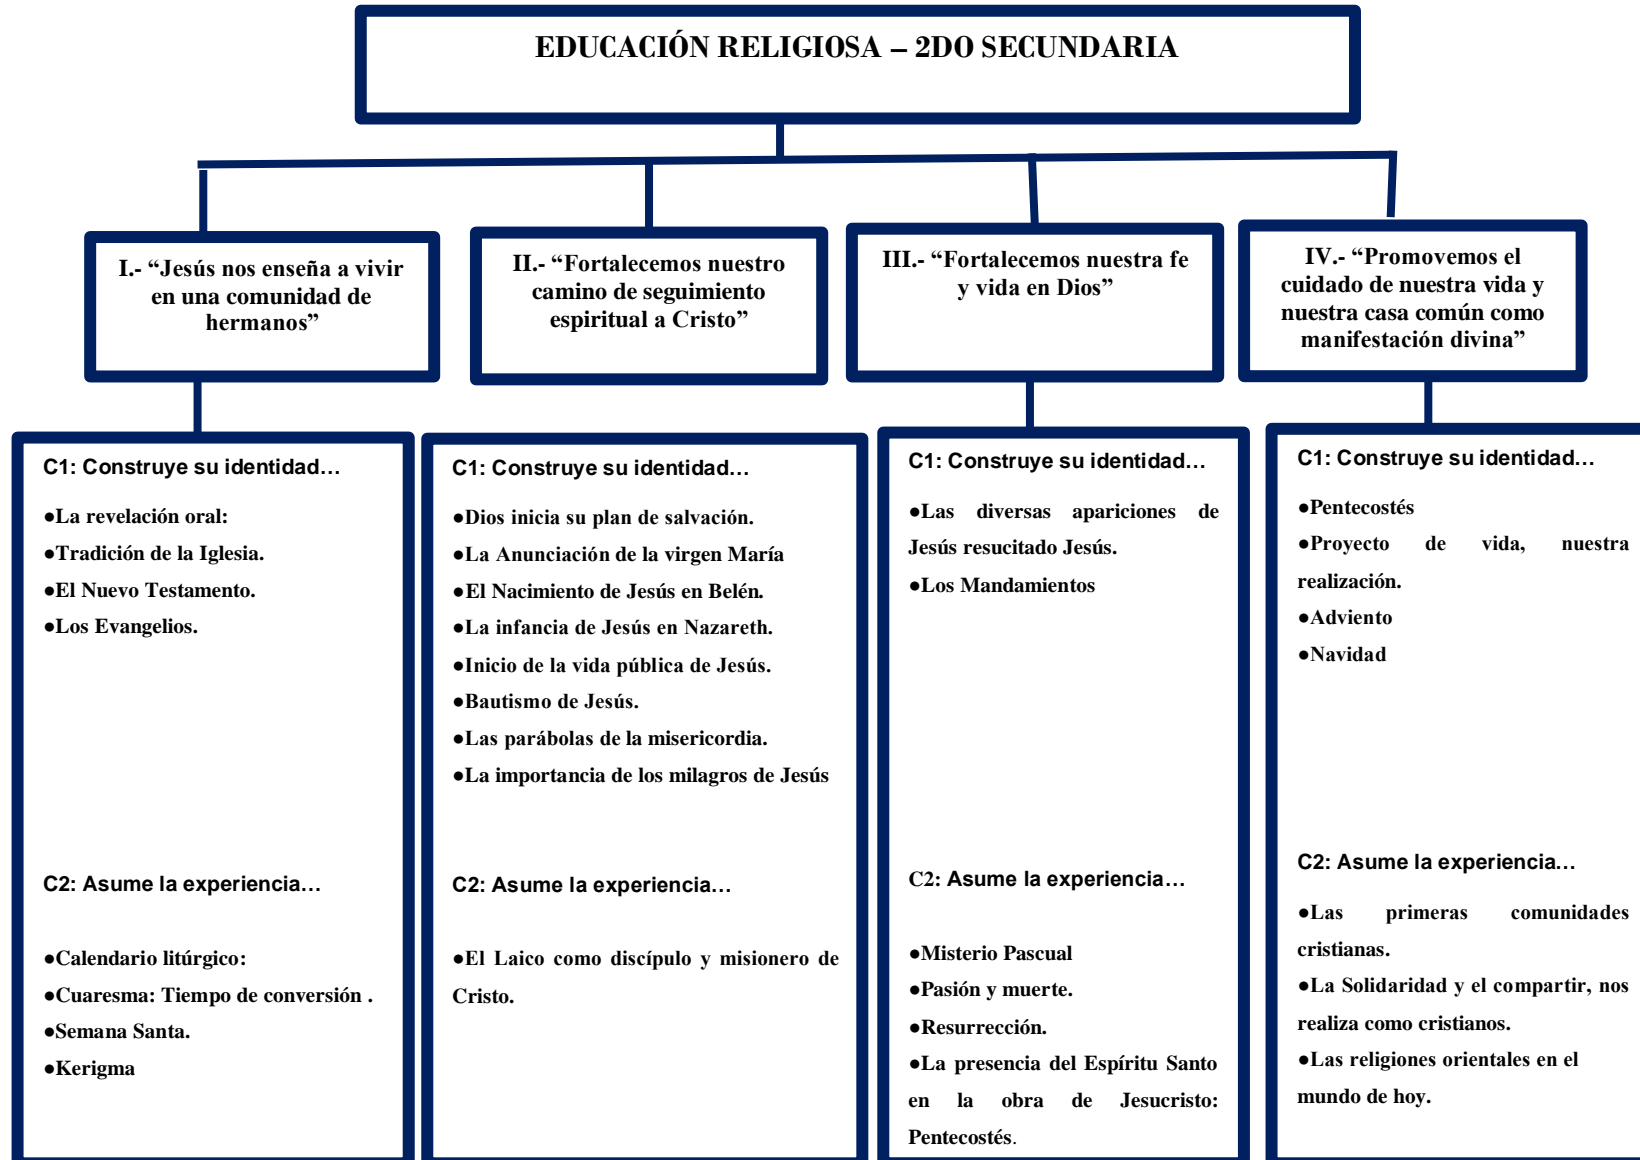 EDUCACIÓN RELIGIOSA – 2DO SECUNDARIA
I.- “Jesús nos enseña a vivir
en una comunidad de
hermanos”
II.- “Fortalecemos nuestro
camino de seguimiento
espiritual a Cristo”
III.- “Fortalecemos nuestra fe
y vida en Dios”
IV.- “Promovemos el
cuidado de nuestra vida y
nuestra casa común como
manifestación divina”
C1: Construye su identidad…
●La revelación oral:
●Tradición de la Iglesia.
●El Nuevo Testamento.
●Los Evangelios.
C2: Asume la experiencia…
●Calendario litúrgico:
●Cuaresma: Tiempo de conversión .
●Semana Santa.
●Kerigma
C1: Construye su identidad…
●Dios inicia su plan de salvación.
●La Anunciación de la virgen María
●El Nacimiento de Jesús en Belén.
●La infancia de Jesús en Nazareth.
●Inicio de la vida pública de Jesús.
●Bautismo de Jesús.
●Las parábolas de la misericordia.
●La importancia de los milagros de Jesús
C2: Asume la experiencia…
●El Laico como discípulo y misionero de
Cristo.
C1: Construye su identidad…
●Las diversas apariciones de
Jesús resucitado Jesús.
●Los Mandamientos
C2: Asume la experiencia…
●Misterio Pascual
●Pasión y muerte.
●Resurrección.
●La presencia del Espíritu Santo
en la obra de Jesucristo:
Pentecostés.
C1: Construye su identidad…
●Pentecostés
●Proyecto de vida, nuestra
realización.
●Adviento
●Navidad
C2: Asume la experiencia…
●Las primeras comunidades
cristianas.
●La Solidaridad y el compartir, nos
realiza como cristianos.
●Las religiones orientales en el
mundo de hoy.